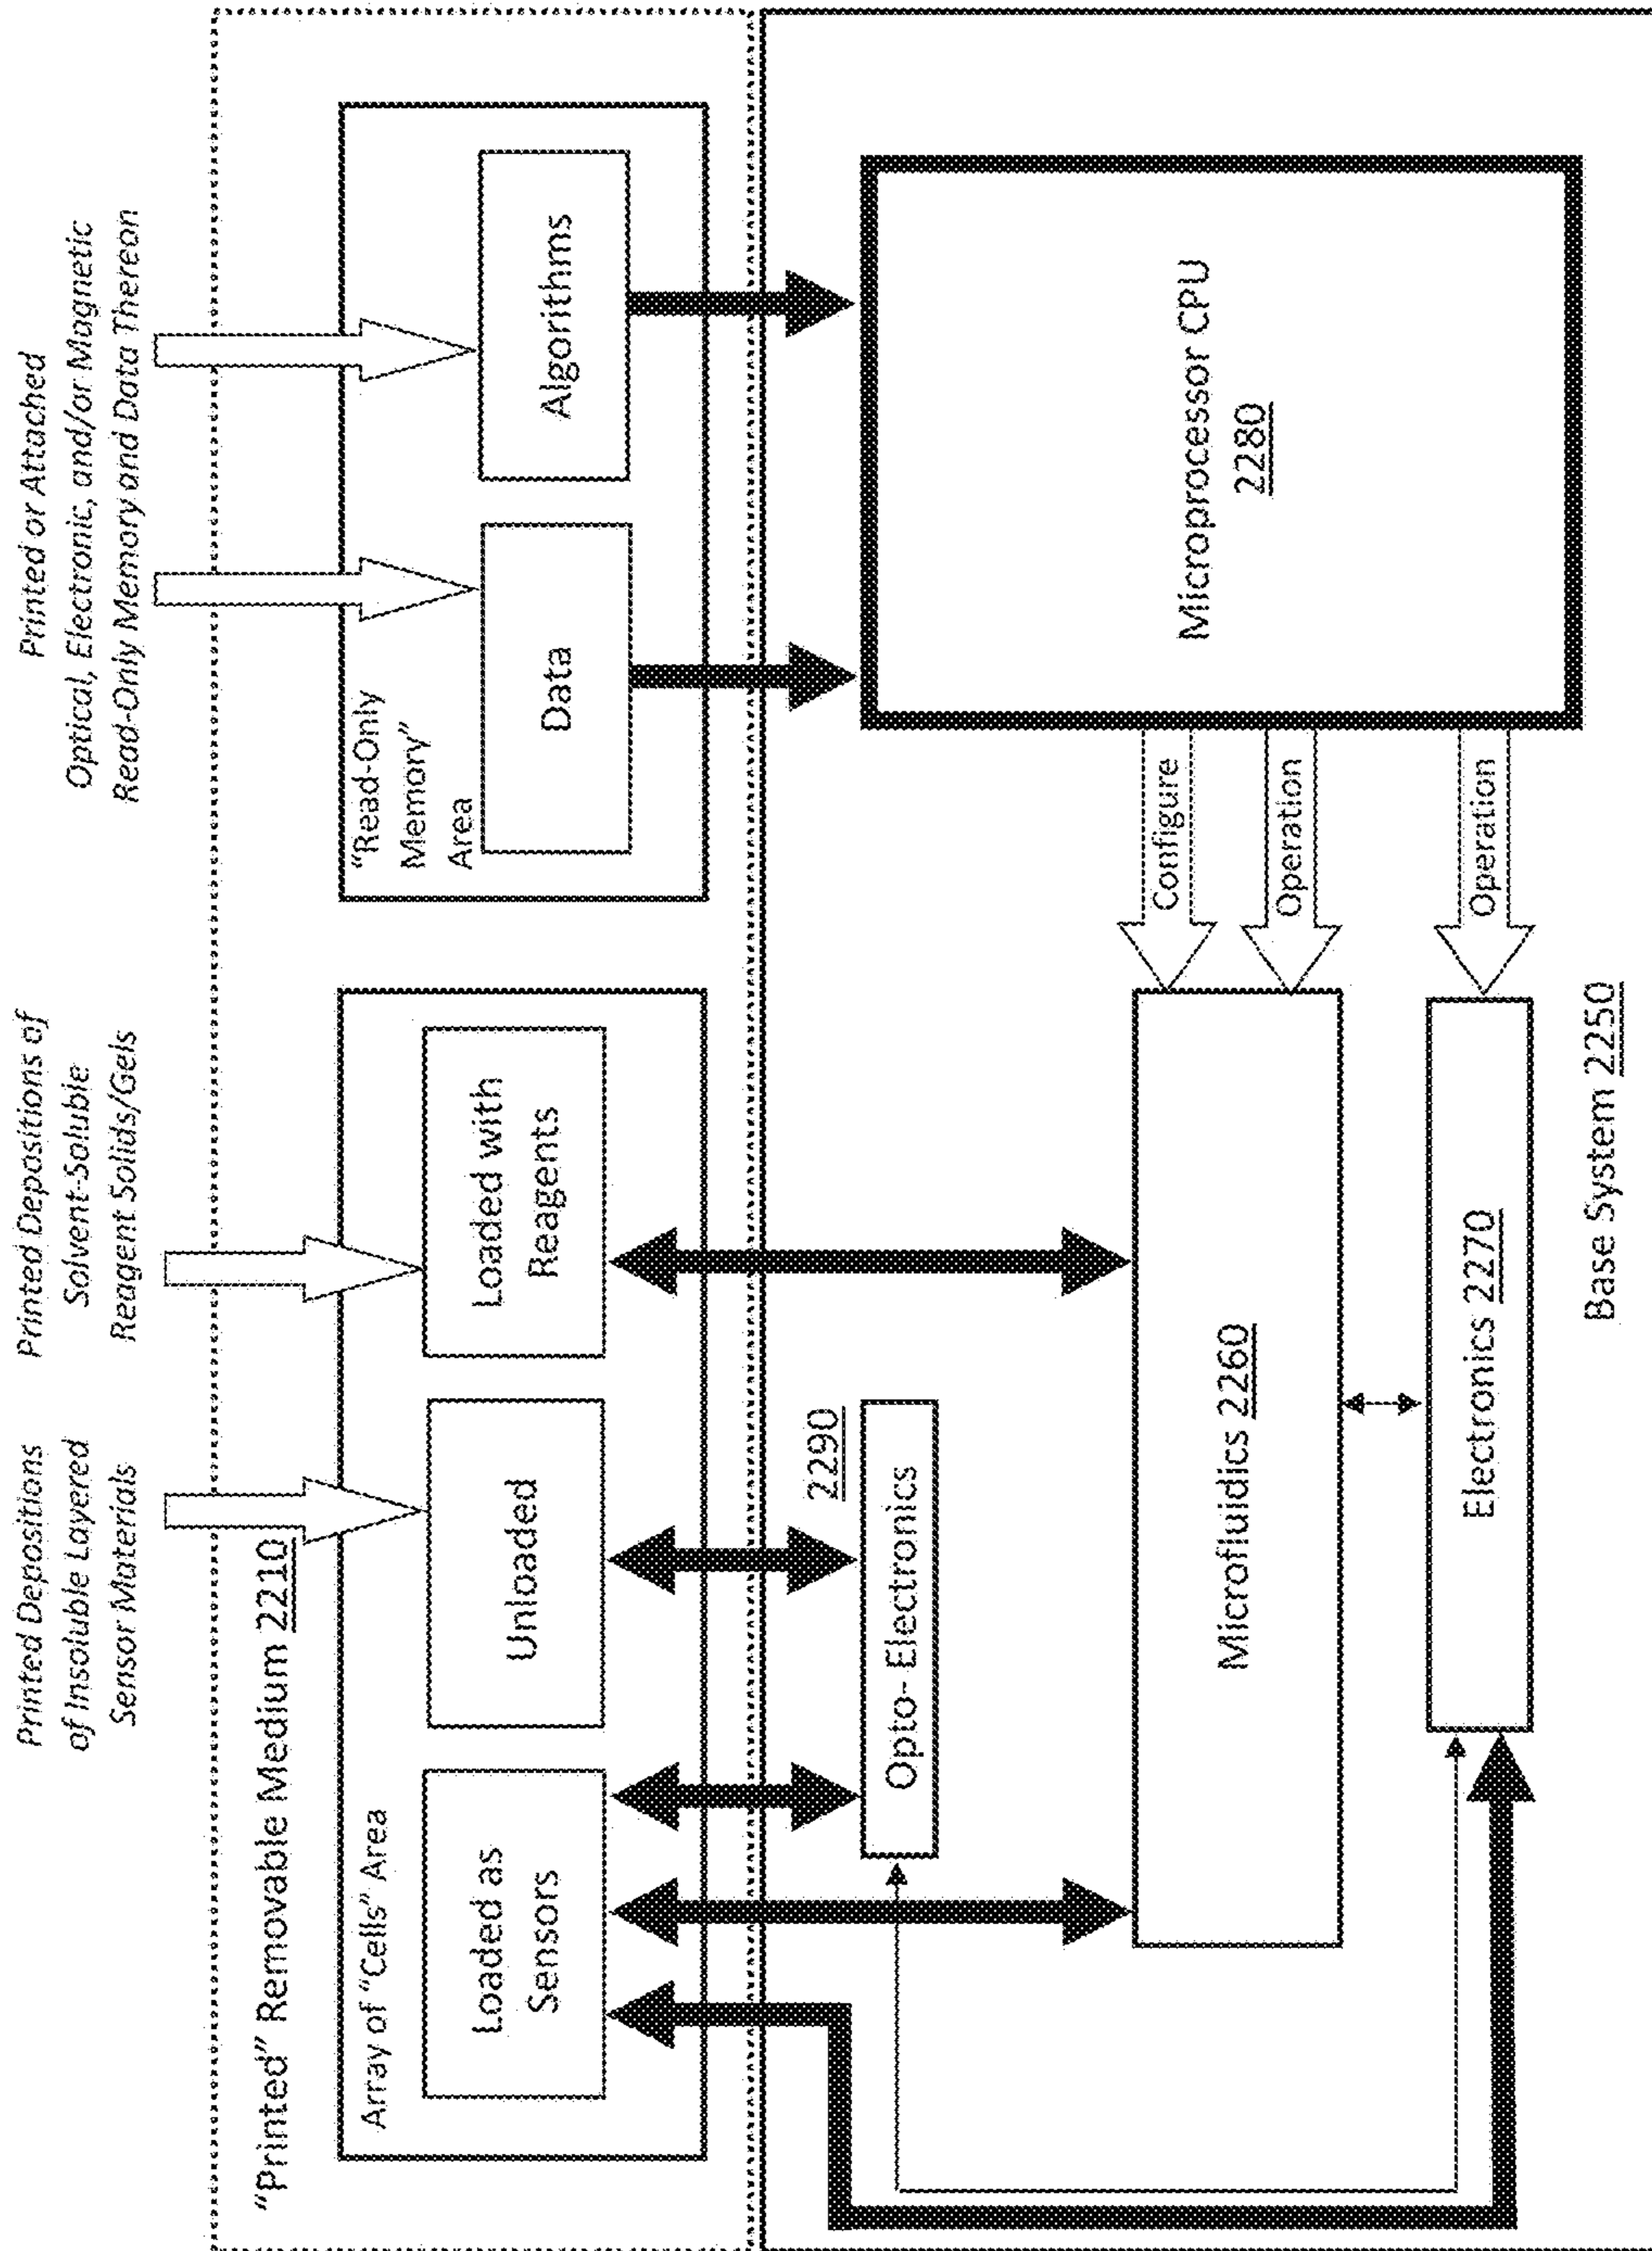 Printed Depositions
of Insoluble Layered
Sensor Materials
Printed Depositions of
Solvent-Soluble
Reagent Solids/Gels
Printed or Attached
Optical, Electronic, and/or Magnetic
Read-Only Memory and Data Thereon
"Printed" Removable Medium 2210
Array of "Cells" Area
Loaded as
Sensors
Unloaded
Loaded with
Reagents
"Read-Only
Memory"
Area
Data
Algorithms
2290
Opto- Electronics
Microfluidics 2260
Electronics 2270
Configure
Operation
Operation
Microprocessor CPU
2280
Base System 2250